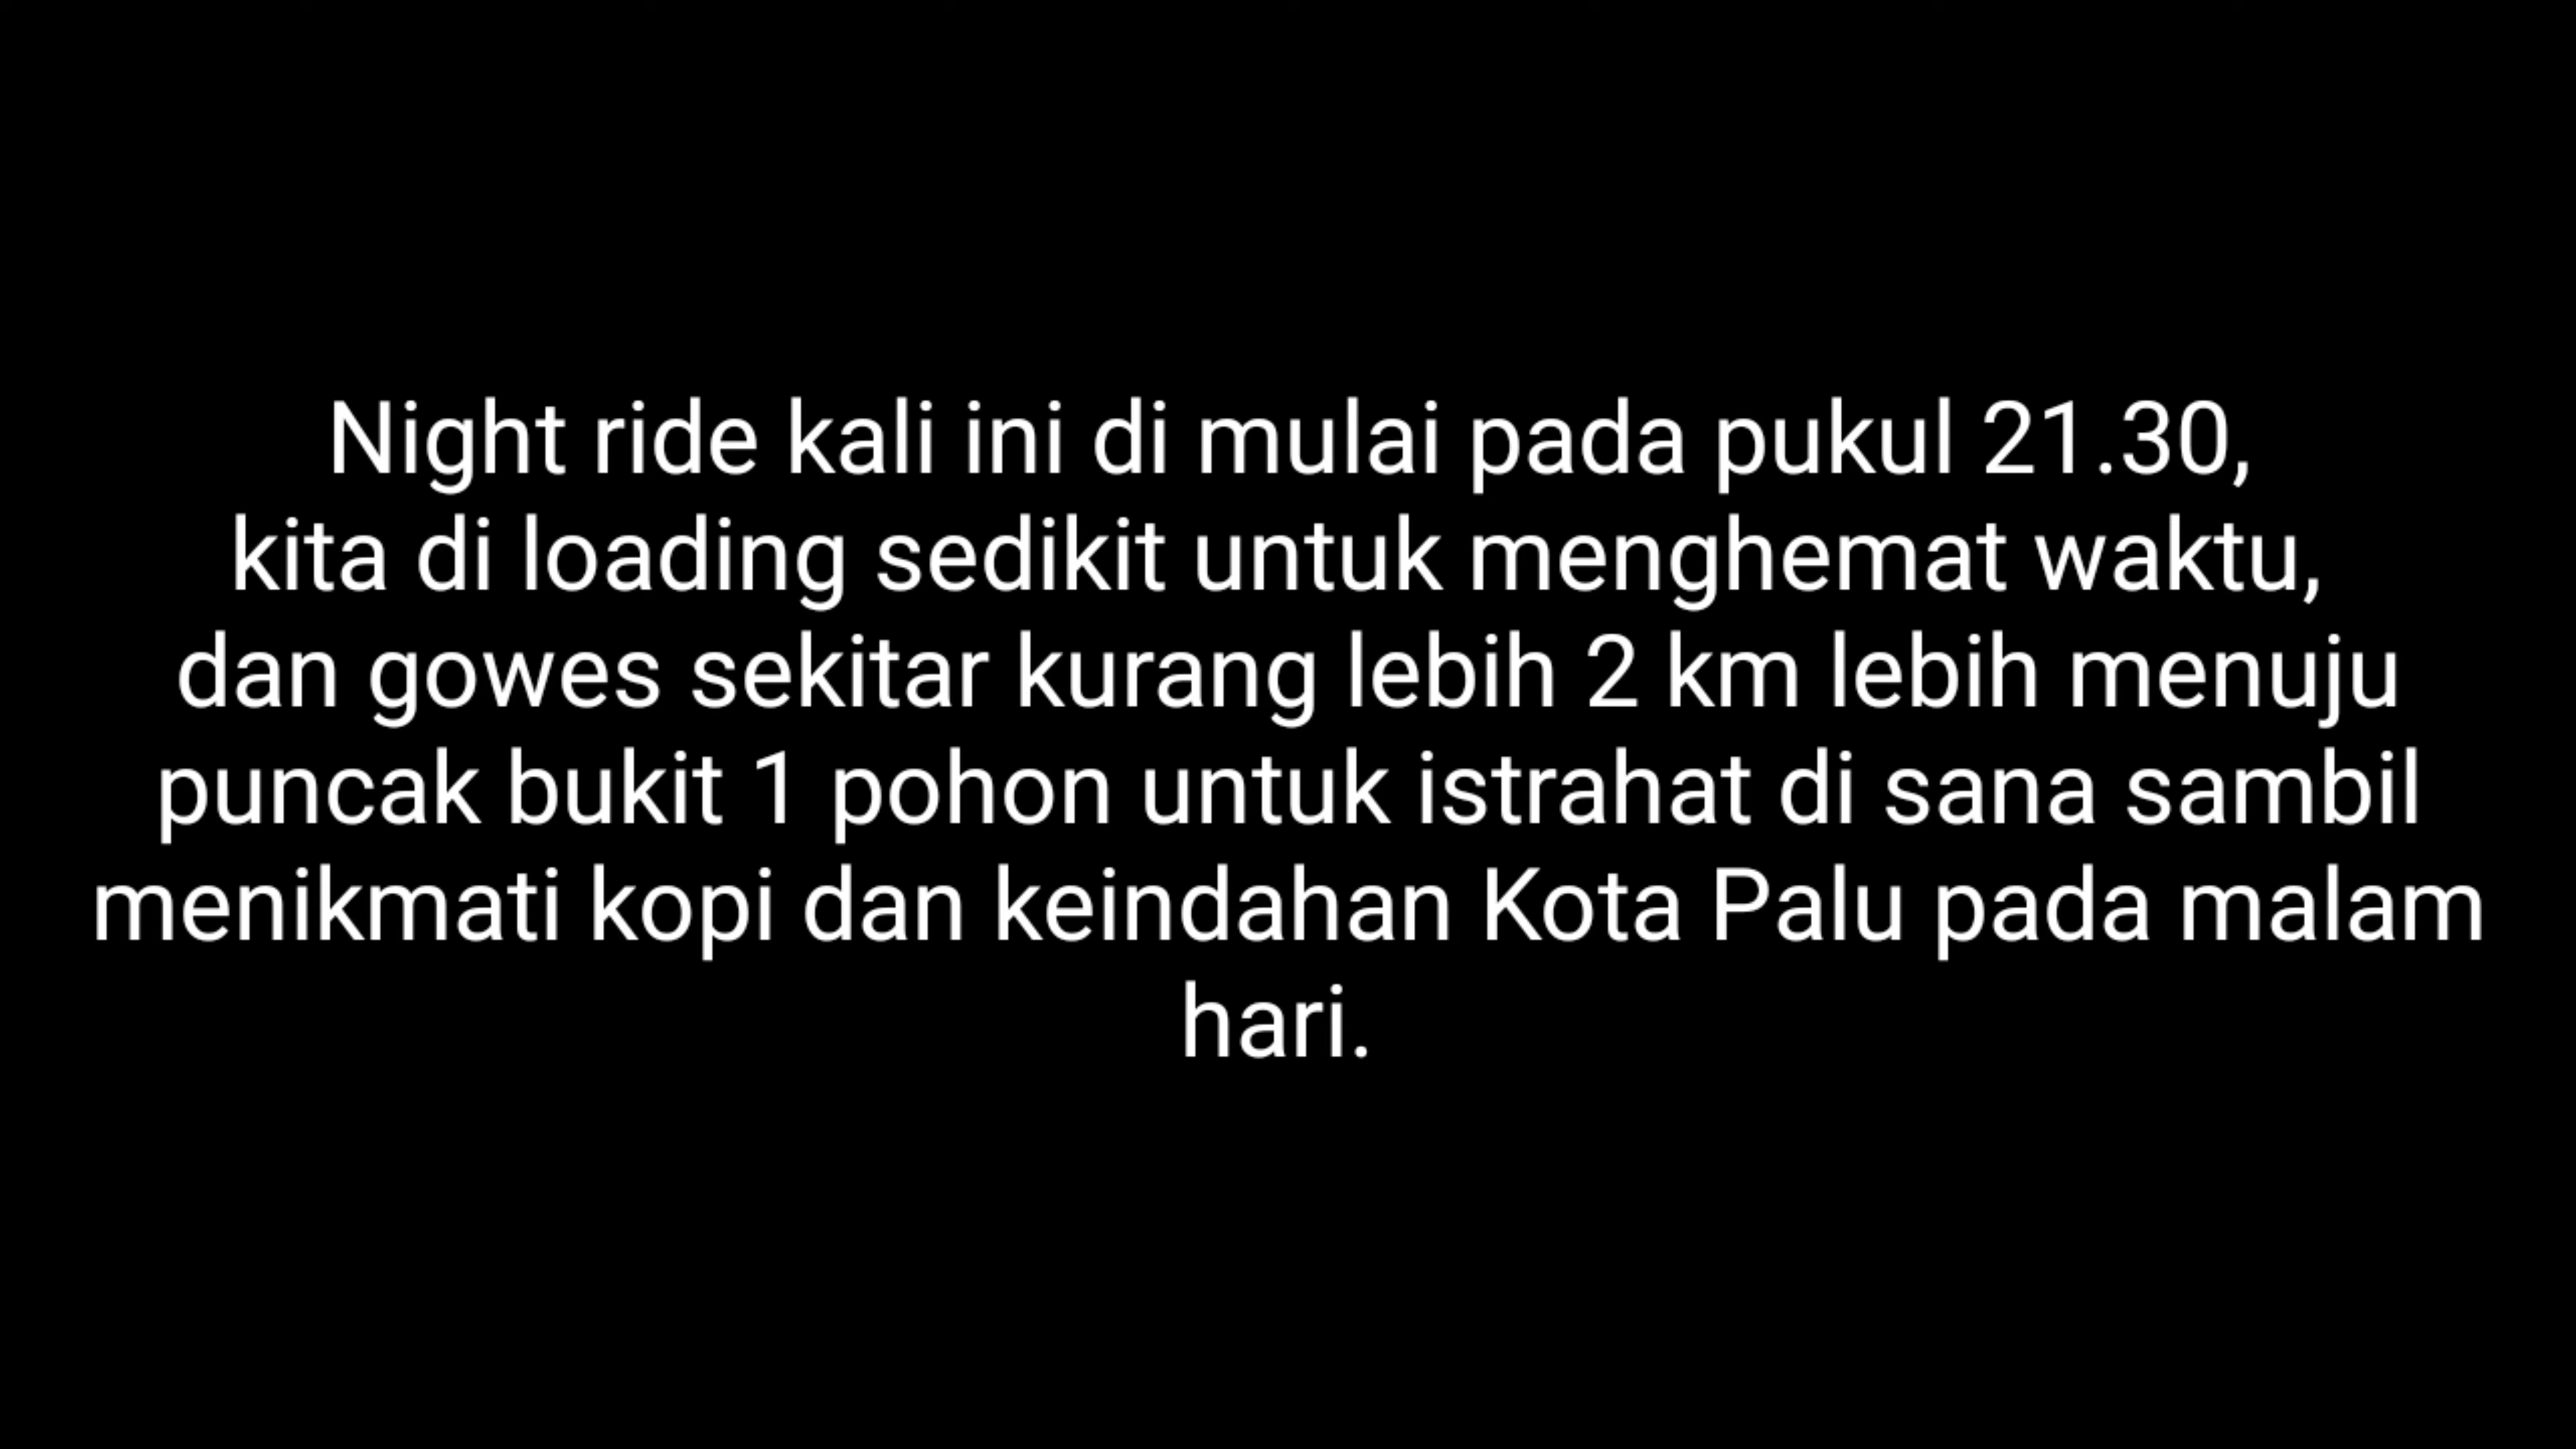 Night ride kali ini di mulai pada pukul 21.30,
kita di loading sedikit untuk menghemat waktu,
dan gowes sekitar kurang lebih 2 km lebih menuju
puncak bukit 1 pohon untuk istrahat di sana sambil
menikmati kopi dan keindahan Kota Palu pada malam
hari.